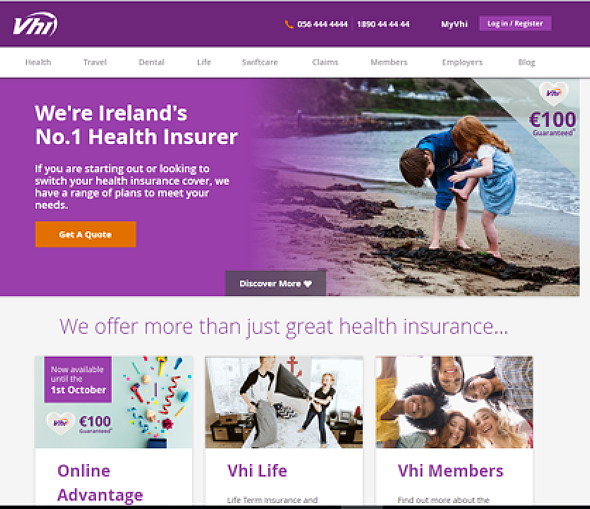 Vhi
056 444 4444
1890 44 44 44
MyVhi
Log in / Register
Health
Travel
Dental
Life
Swiftcare
Claims
Members
Employers
Blog
We're Ireland's
No.1 Health Insurer
If you are starting out or looking to
switch your health insurance cover, we
have a range of plans to meet your
needs.
Get A Quote
Vhi
€100
Guaranteed*
Discover More
We offer more than just great health insurance...
Now available
until the
1st October
Vhi
€100
Guaranteed*
Online
Advantage
Vhi Life
Life Term Insurance and
Vhi Members
Find out more about the